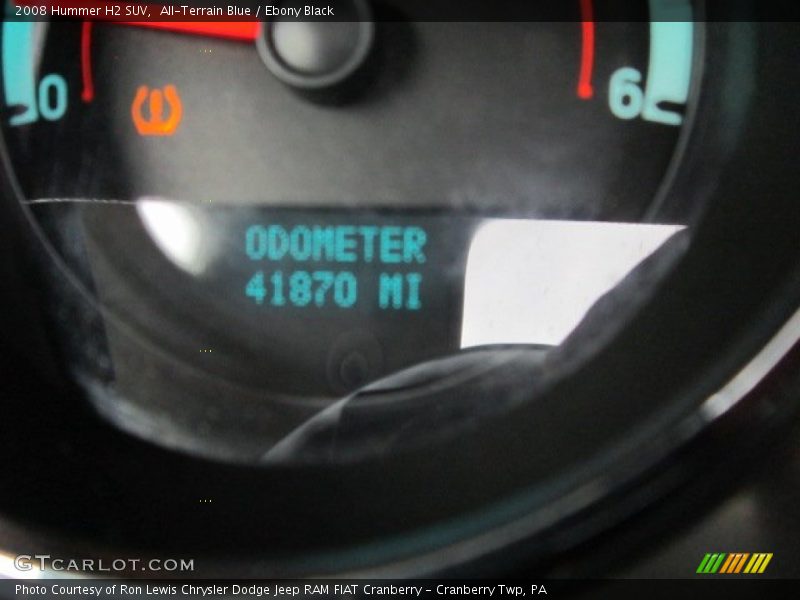 2008 Hummer H2 SUV,  All-Terrain Blue / Ebony Black
0
6
ODOMETER
41870 MI
GTCARLOT.COM
Photo Courtesy of Ron Lewis Chrysler Dodge Jeep RAM FIAT Cranberry - Cranberry Twp, PA